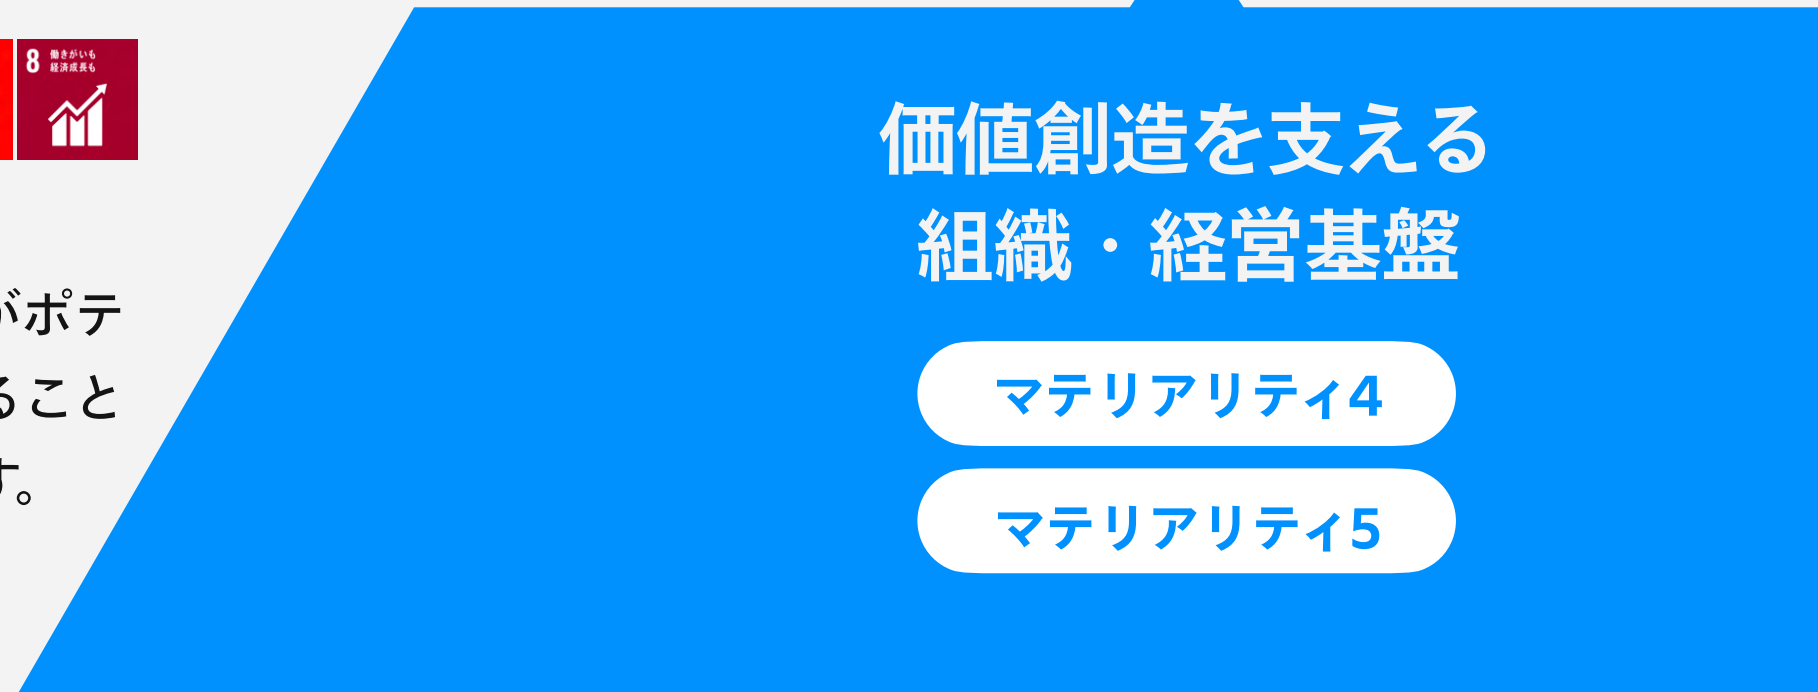 8 働きがいも
経済成長も
がポテ
ること
す。
価値創造を支える
組織・経営基盤
マテリアリティ4
マテリアリティ5